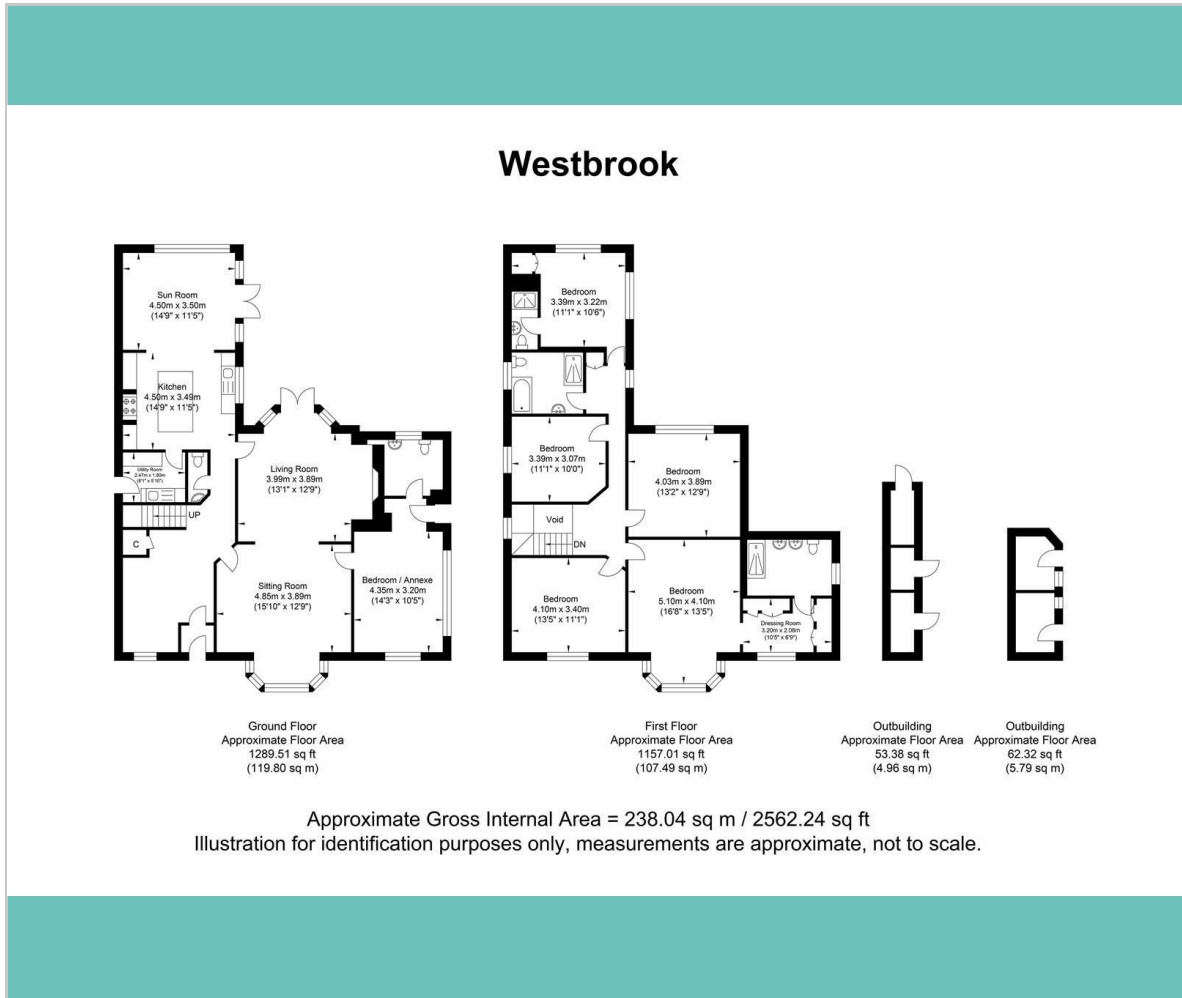 Westbrook
Sun Room
4.50m x 3.50m
(14'9" x 11'5")
Kitchen
4.50m x 3.49m
(14'9" x 11'5")
Utility Room
2.47m x 1.80m
(8'1" x 5'10")
UP
C
Living Room
3.99m x 3.89m
(13'1" x 12'9")
Sitting Room
4.85m x 3.89m
(15'10" x 12'9")
Bedroom / Annexe
4.35m x 3.20m
(14'3" x 10'5")
Ground Floor
Approximate Floor Area
1289.51 sq ft
(119.80 sq m)
Bedroom
3.39m x 3.22m
(11'1" x 10'6")
Bedroom
3.39m x 3.07m
(11'1" x 10'0")
Bedroom
4.03m x 3.89m
(13'2" x 12'9")
Void
DN
Bedroom
4.10m x 3.40m
(13'5" x 11'1")
Bedroom
5.10m x 4.10m
(16'8" x 13'5")
Dressing Room
3.20m x 2.08m
(10'5" x 6'9")
First Floor
Approximate Floor Area
1157.01 sq ft
(107.49 sq m)
Outbuilding
Approximate Floor Area
53.38 sq ft
(4.96 sq m)
Outbuilding
Approximate Floor Area
62.32 sq ft
(5.79 sq m)
Approximate Gross Internal Area = 238.04 sq m / 2562.24 sq ft
Illustration for identification purposes only, measurements are approximate, not to scale.